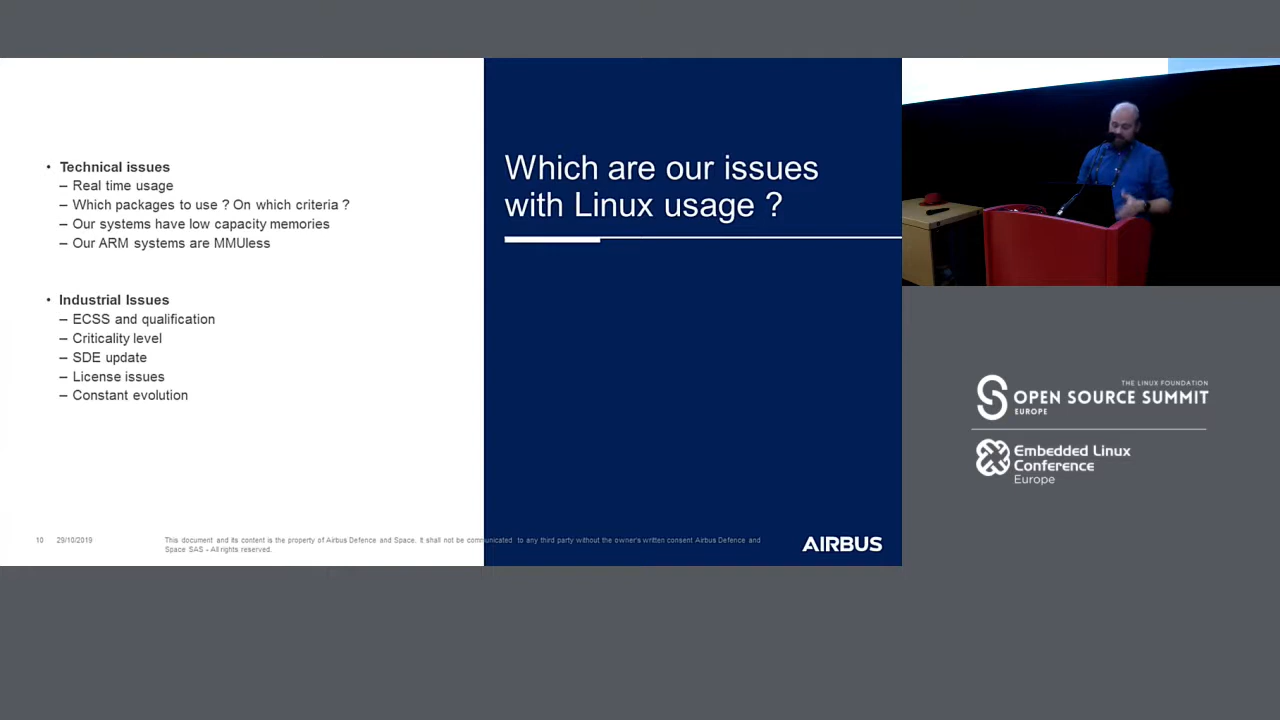 • Technical issues
– Real time usage
– Which packages to use ? On which criteria ?
– Our systems have low capacity memories
– Our ARM systems are MMUless
• Industrial Issues
– ECSS and qualification
– Criticality level
– SDE update
– License issues
– Constant evolution
Which are our issues
with Linux usage ?
10 29/10/2019
This document and its content is the property of Airbus Defence and Space. It shall not be communicated to any third party without the owner's written consent Airbus Defence and
Space SAS - All rights reserved.
AIRBUS
THE LINUX FOUNDATION
OPEN SOURCE SUMMIT
EUROPE
Embedded Linux
Conference
Europe